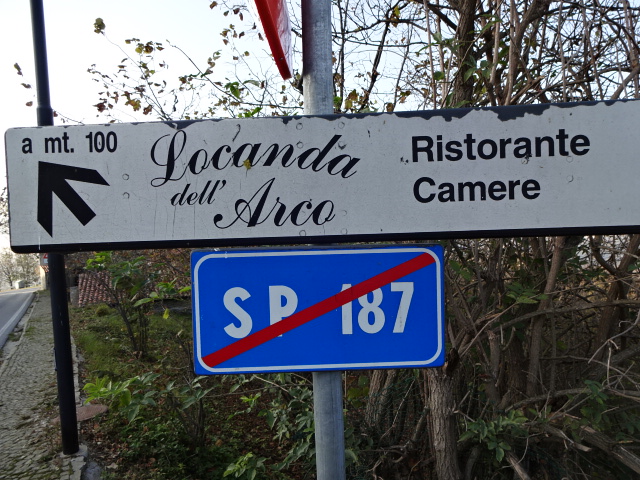 a mt. 100
Locanda
dell' Arco
Ristorante
Camere
SP 187